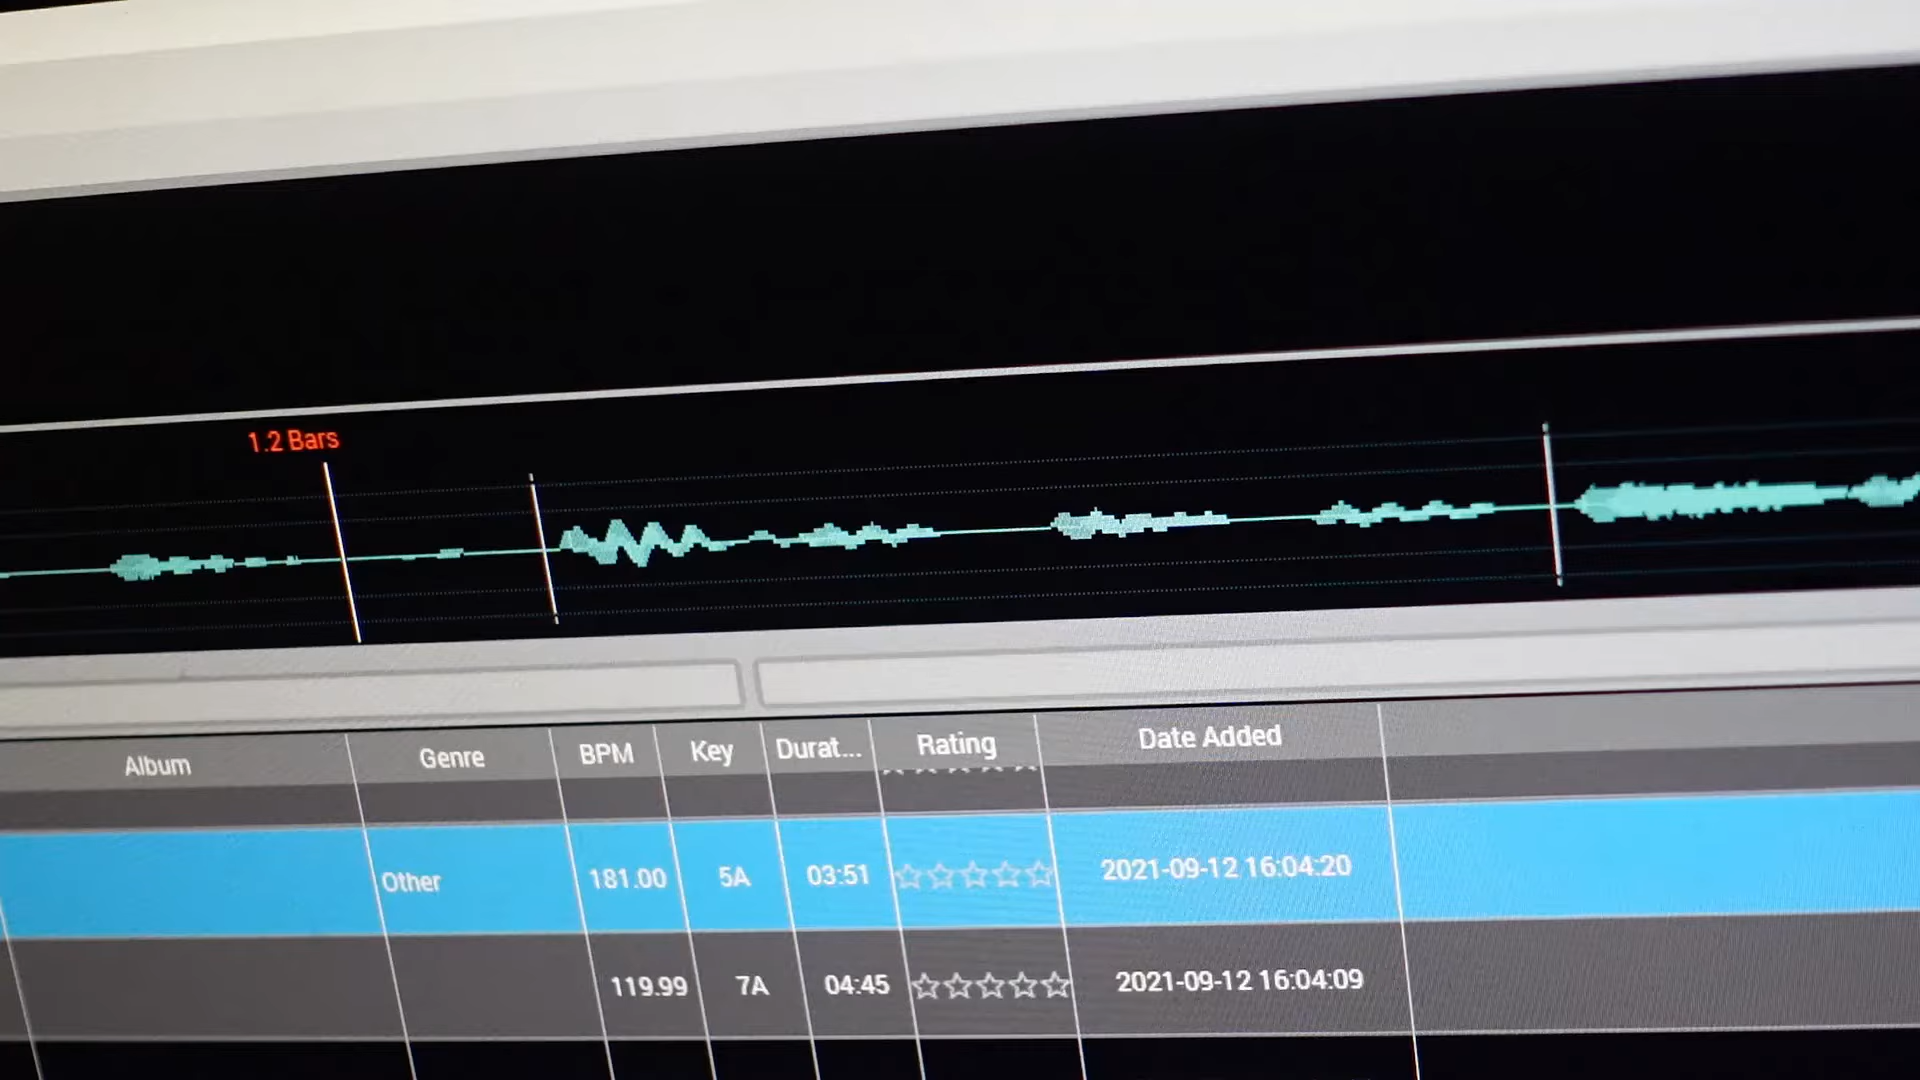 1.2 Bars
Album Genre BPM Key Durat... Rating Date Added
Other 181.00 5A 03:51 2021-09-12 16:04:20
119.99 7A 04:45 2021-09-12 16:04:09